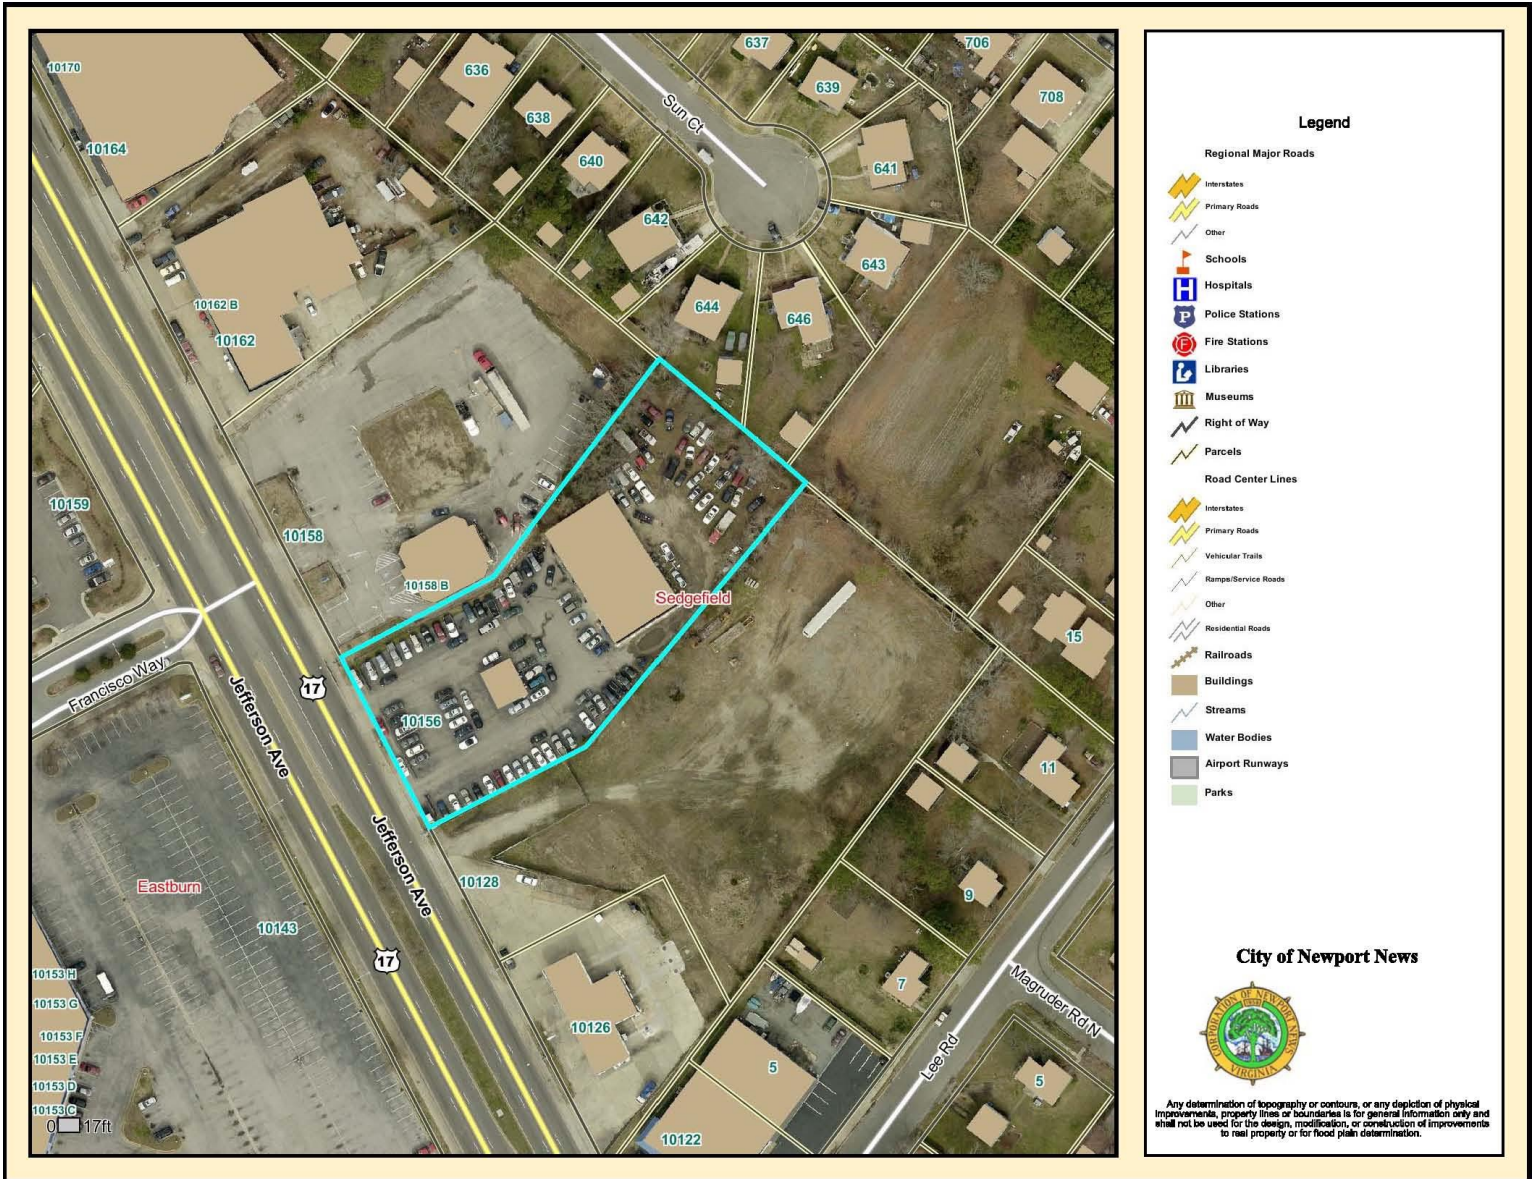 10170
637
706
636
639
708
638
Sun Ct
10164
640
641
642
643
10162 B
644
646
10162
10159
10158
10158 B
Sedgefield
15
Francisco Way
17
Jefferson Ave
10156
11
Jefferson Ave
Eastburn
10128
9
10143
17
10153 H
7
Magruder Rd N
10153 G
10126
10153 F
Lee Rd
10153 E
5
5
10153 D
10153 C
0 17ft
10122
Legend
Regional Major Roads
Interstates
Primary Roads
Other
Schools
H Hospitals
P Police Stations
F Fire Stations
Libraries
Museums
Right of Way
Parcels
Road Center Lines
Interstates
Primary Roads
Vehicular Trails
Ramps/Service Roads
Other
Residential Roads
Railroads
Buildings
Streams
Water Bodies
Airport Runways
Parks
City of Newport News
CORPORATION OF NEWPORT NEWS
1958
VIRGINIA
Any determination of topography or contours, or any depiction of physical
improvements, property lines or boundaries is for general information only and
shall not be used for the design, modification, or construction of improvements
to real property or for flood plain determination.